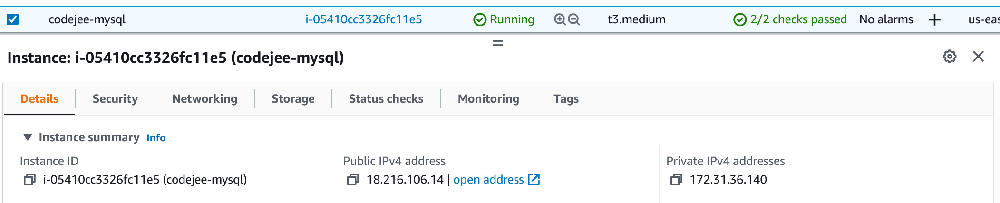 codejee-mysql i-05410cc3326fc11e5 Running t3.medium 2/2 checks passed No alarms + us-eas
Instance: i-05410cc3326fc11e5 (codejee-mysql)
Details Security Networking Storage Status checks Monitoring Tags
Instance summary Info
Instance ID Public IPv4 address Private IPv4 addresses
i-05410cc3326fc11e5 (codejee-mysql) 18.216.106.14 | open address 172.31.36.140